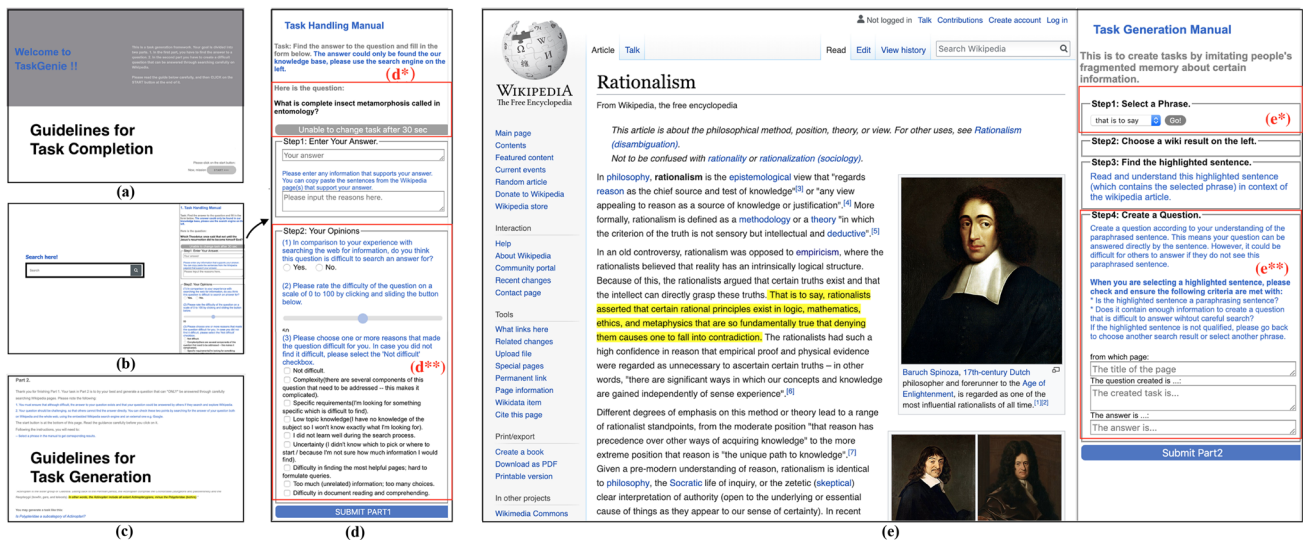 Welcome to
TaskGenie !!
Guidelines for
Task Completion
(a)
Search here!
(b)
Part 2.
Guidelines for
Task Generation
(c)
Task Handling Manual
Task: Find the answer to the question and fill in the
form below. The answer could only be found the our
knowledge base, please use the search engine on the
left.
(d*)
Here is the question:
What is complete insect metamorphosis called in
entomology?
Unable to change task after 30 sec
Step1: Enter Your Answer.
Your answer
Please enter any information that supports your answer.
You can copy paste the sentences from the Wikipedia
page(s) that support your answer.
Please input the reasons here.
Step2: Your Opinions
(1) In comparison to your experience with
searching the web for information, do you think
this question is difficult to search an answer for?
Yes. No.
(2) Please rate the difficulty of the question on a
scale of 0 to 100 by clicking and sliding the button
below.
(3) Please choose one or more reasons that made
the question difficult for you. In case you did not
find it difficult, please select the 'Not difficult'
checkbox.
(d**)
Not difficult.
Complexity(there are several components of this
question that need to be addressed -- this makes it
complicated).
Specific requirements(I'm looking for something
specific which is difficult to find).
Low topic knowledge(I have no knowledge of the
subject so I won't know exactly what I'm looking for).
I did not learn well during the search process.
Uncertainty (I didn't know which to pick or where to
start / because I'm not sure how much information I would
find).
Difficulty in finding the most helpful pages; hard to
formulate queries.
Too much (unrelated) information; too many choices.
Difficulty in document reading and comprehending.
SUBMIT PART1
(d)
WIKIPEDIA
The Free Encyclopedia
Main page
Contents
Featured content
Current events
Random article
Donate to Wikipedia
Wikipedia store
Interaction
Help
About Wikipedia
Community portal
Recent changes
Contact page
Tools
What links here
Related changes
Upload file
Special pages
Permanent link
Page information
Wikidata item
Cite this page
Print/export
Create a book
Download as PDF
Printable version
In other projects
Wikimedia Commons
Not logged in Talk Contributions Create account Log in
Article Talk Read Edit View history Search Wikipedia
Rationalism
From Wikipedia, the free encyclopedia
This article is about the philosophical method, position, theory, or view. For other uses, see Rationalism
(disambiguation).
Not to be confused with rationality or rationalization (sociology).
In philosophy, rationalism is the epistemological view that "regards
reason as the chief source and test of knowledge"[3] or "any view
appealing to reason as a source of knowledge or justification".[4] More
formally, rationalism is defined as a methodology or a theory "in which
the criterion of the truth is not sensory but intellectual and deductive".[5]
In an old controversy, rationalism was opposed to empiricism, where the
rationalists believed that reality has an intrinsically logical structure.
Because of this, the rationalists argued that certain truths exist and that
the intellect can directly grasp these truths. That is to say, rationalists
asserted that certain rational principles exist in logic, mathematics,
ethics, and metaphysics that are so fundamentally true that denying
them causes one to fall into contradiction. The rationalists had such a
high confidence in reason that empirical proof and physical evidence
were regarded as unnecessary to ascertain certain truths – in other
words, "there are significant ways in which our concepts and knowledge
are gained independently of sense experience".[6]
Different degrees of emphasis on this method or theory lead to a range
of rationalist standpoints, from the moderate position "that reason has
precedence over other ways of acquiring knowledge" to the more
extreme position that reason is "the unique path to knowledge".[7]
Given a pre-modern understanding of reason, rationalism is identical
to philosophy, the Socratic life of inquiry, or the zetetic (skeptical)
clear interpretation of authority (open to the underlying or essential
cause of things as they appear to our sense of certainty). In recent
Baruch Spinoza, 17th-century Dutch
philosopher and forerunner to the Age of
Enlightenment, is regarded as one of the
most influential rationalists of all time.[1][2]
(e)
Task Generation Manual
This is to create tasks by imitating people's
fragmented memory about certain
information.
Step1: Select a Phrase.
that is to say Go!
(e*)
Step2: Choose a wiki result on the left.
Step3: Find the highlighted sentence.
Read and understand this highlighted sentence
(which contains the selected phrase) in context of
the wikipedia article.
Step4: Create a Question.
Create a question according to your understanding of the
paraphrased sentence. This means your question can be
answered directly by the sentence. However, it could be
difficult for others to answer if they do not see this
paraphrased sentence.
(e**)
When you are selecting a highlighted sentence, please
check and ensure the following criteria are met with:
* Is the highlighted sentence a paraphrasing sentence?
* Does it contain enough information to create a question
that is difficult to answer wihtout careful search?
If the highlighted sentence is not qualified, please go back
to choose another search result or select another phrase.
from which page:
The title of the page
The question created is ...:
The created task is...
The answer is ...:
The answer is...
Submit Part2